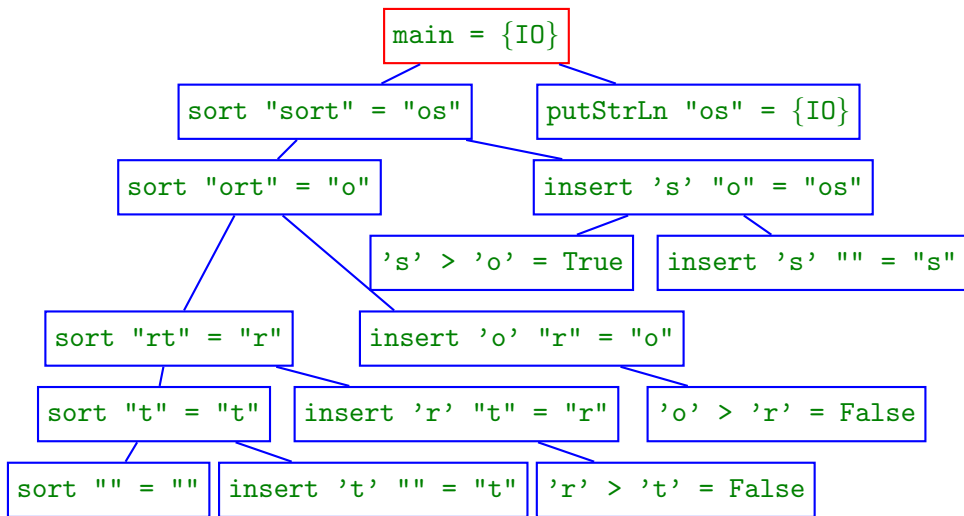 main = {IO}
sort "sort" = "os"
putStrLn "os" = {IO}
sort "ort" = "o"
insert 's' "o" = "os"
's' > 'o' = True
insert 's' "" = "s"
sort "rt" = "r"
insert 'o' "r" = "o"
sort "t" = "t"
insert 'r' "t" = "r"
'o' > 'r' = False
sort "" = ""
insert 't' "" = "t"
'r' > 't' = False